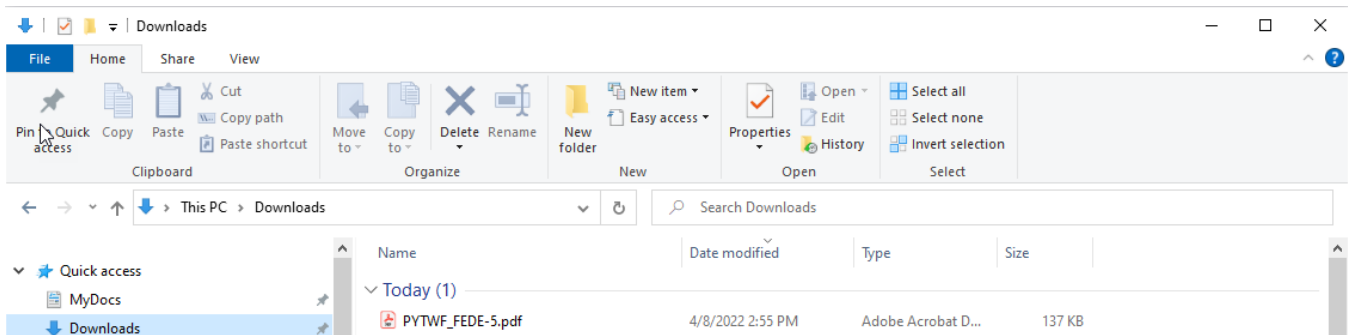 Downloads
File Home Share View
Pin to Quick access
Copy
Paste
Cut
Copy path
Paste shortcut
Clipboard
Move to
Copy to
Delete
Rename
Organize
New folder
New item
Easy access
New
Properties
Open
Edit
History
Open
Select all
Select none
Invert selection
Select
This PC > Downloads
Search Downloads
Quick access
MyDocs
Downloads
Name Date modified Type Size
Today (1)
PYTWF_FEDE-5.pdf 4/8/2022 2:55 PM Adobe Acrobat D... 137 KB